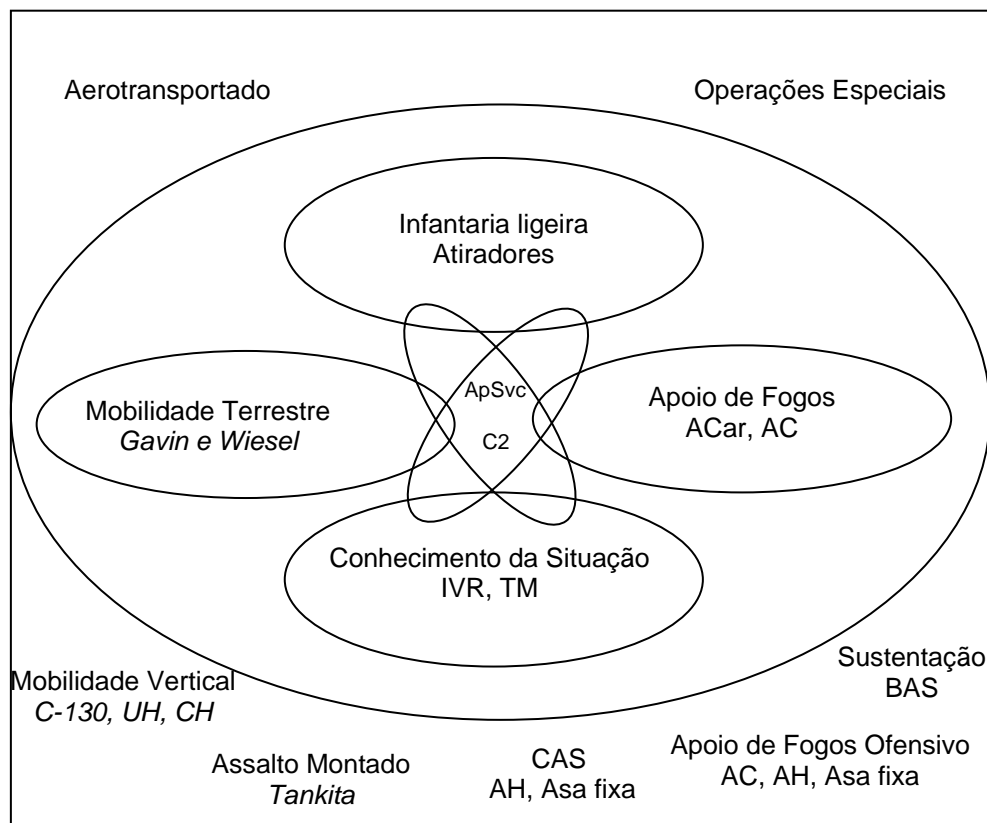 Aerotransportado
Operações Especiais
Infantaria ligeira
Atiradores
ApSvc
C2
Mobilidade Terrestre
Gavin e Wiesel
Apoio de Fogos
ACar, AC
Conhecimento da Situação
IVR, TM
Sustentação
BAS
Mobilidade Vertical
C-130, UH, CH
Assalto Montado
Tankita
CAS
AH, Asa fixa
Apoio de Fogos Ofensivo
AC, AH, Asa fixa